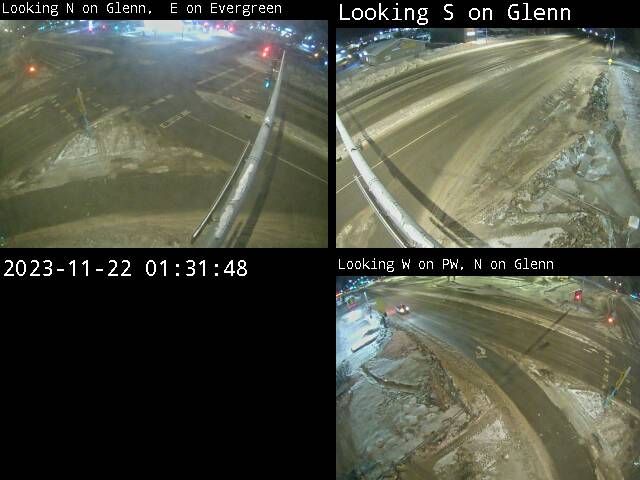 Looking N on Glenn,  E on Evergreen
Looking S on Glenn
2023-11-22 01:31:48
Looking W on PW, N on Glenn